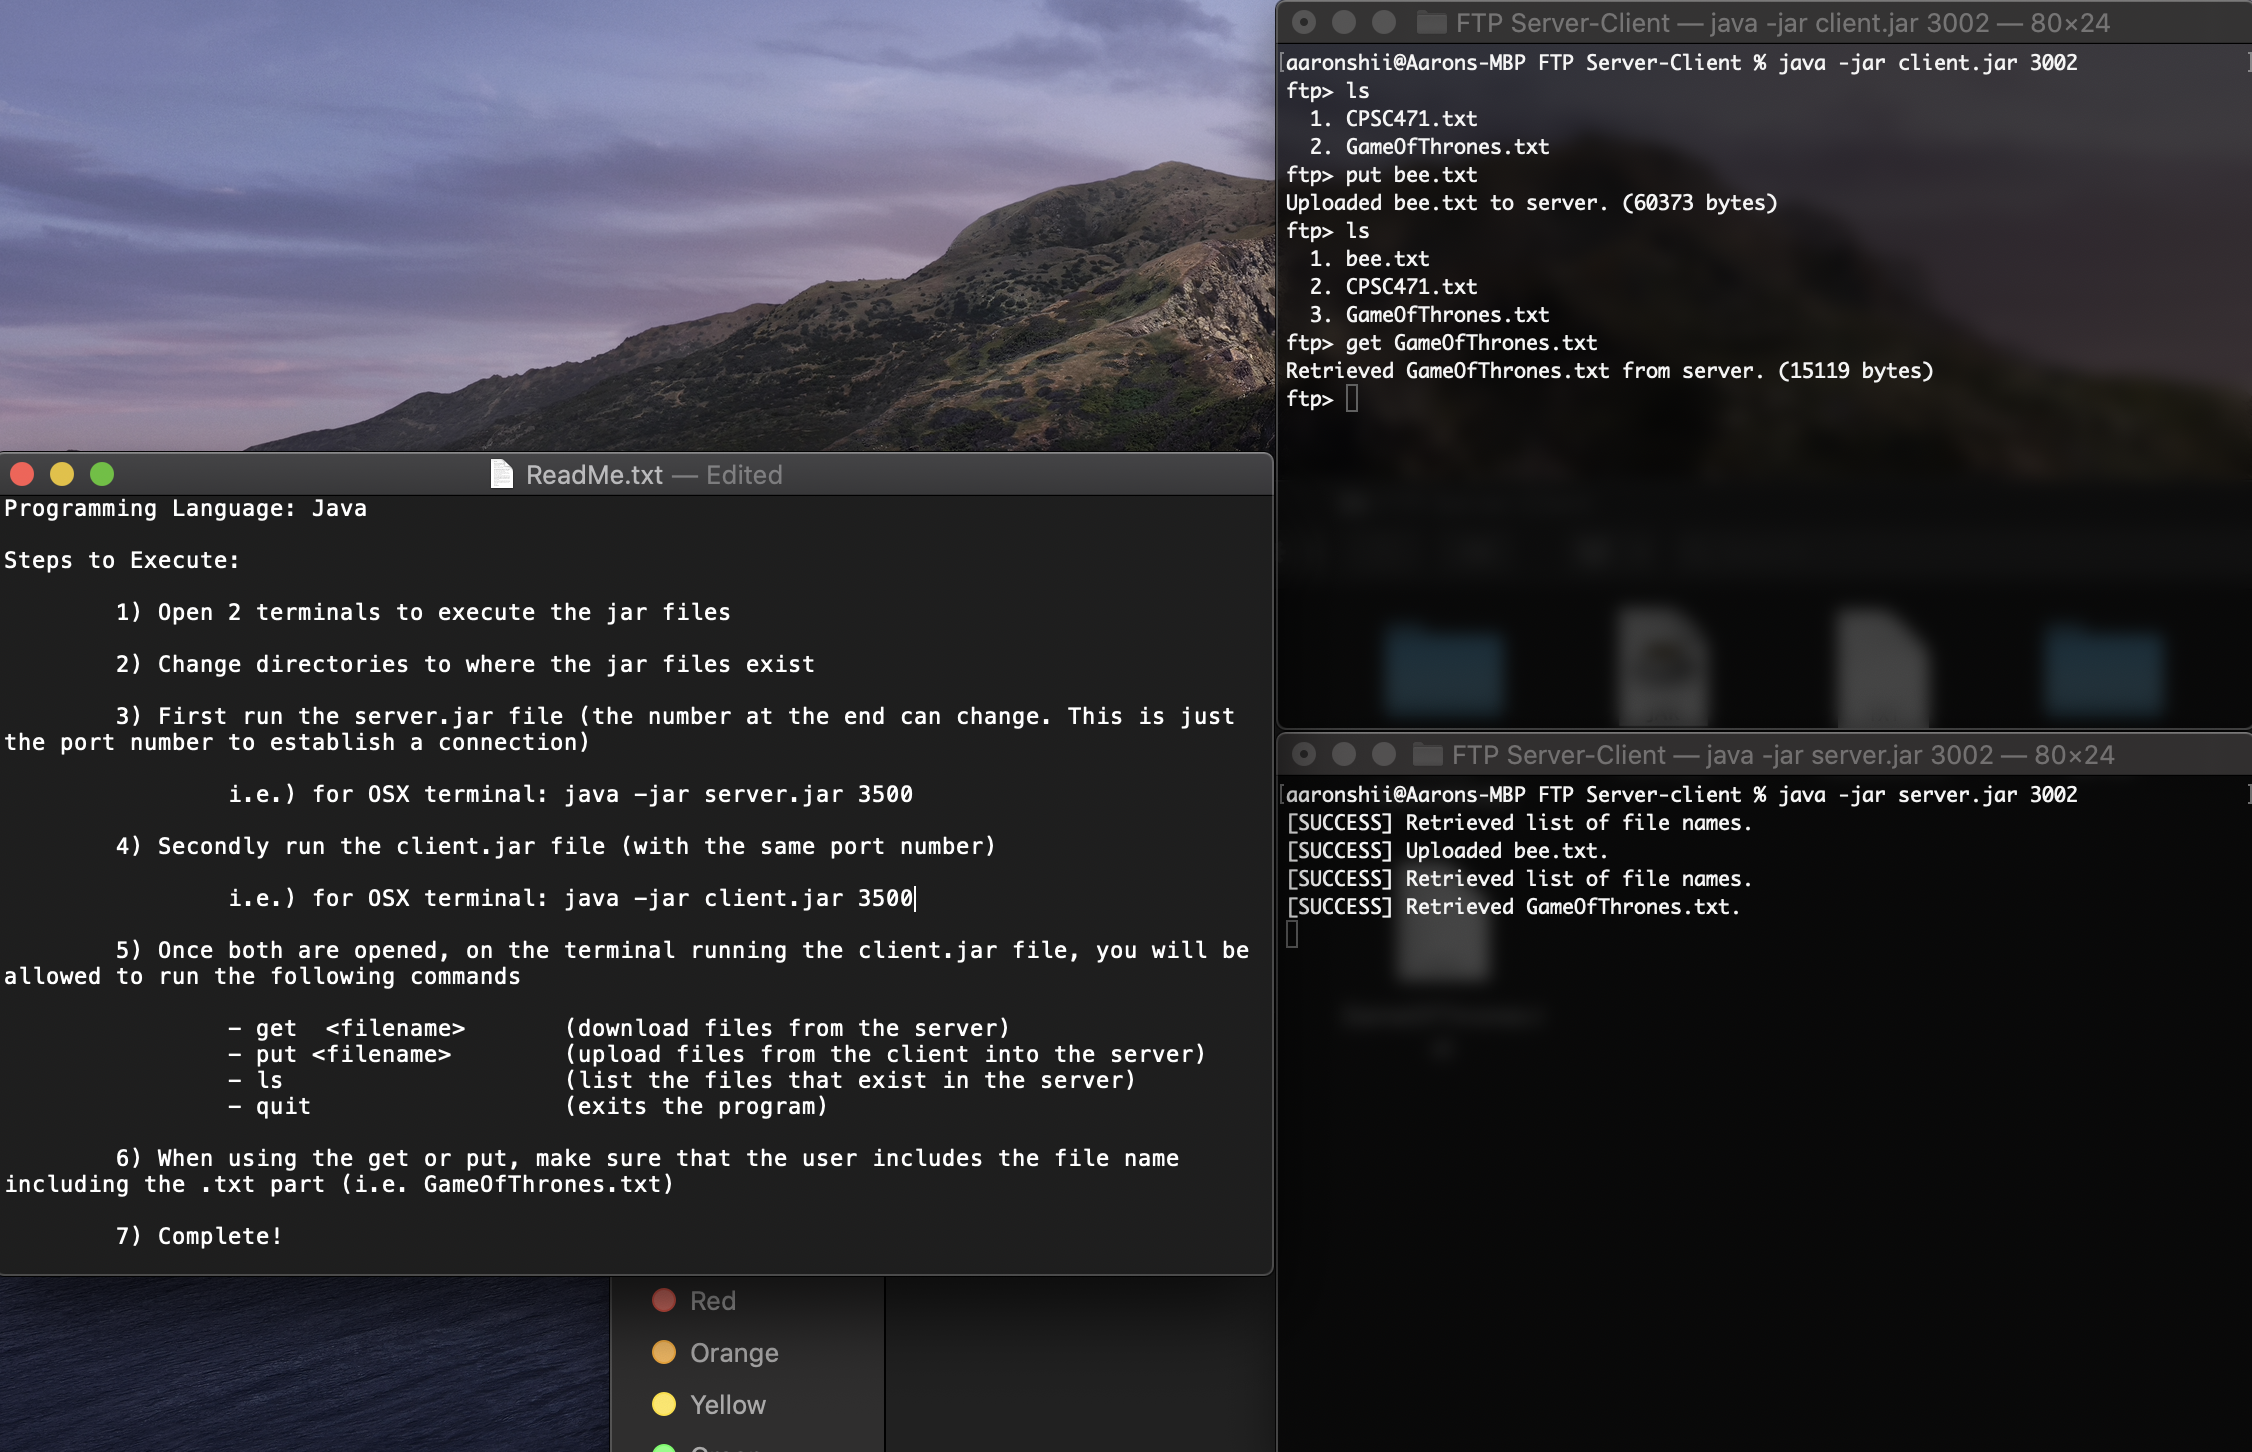 FTP Server-Client — java -jar client.jar 3002 — 80×24
aaronshii@Aarons-MBP FTP Server-Client % java -jar client.jar 3002
ftp> ls
1. CPSC471.txt
2. GameOfThrones.txt
ftp> put bee.txt
Uploaded bee.txt to server. (60373 bytes)
ftp> ls
1. bee.txt
2. CPSC471.txt
3. GameOfThrones.txt
ftp> get GameOfThrones.txt
Retrieved GameOfThrones.txt from server. (15119 bytes)
ftp>
ReadMe.txt — Edited
Programming Language: Java
Steps to Execute:
1) Open 2 terminals to execute the jar files
2) Change directories to where the jar files exist
3) First run the server.jar file (the number at the end can change. This is just
the port number to establish a connection)
i.e.) for OSX terminal: java -jar server.jar 3500
4) Secondly run the client.jar file (with the same port number)
i.e.) for OSX terminal: java -jar client.jar 3500
5) Once both are opened, on the terminal running the client.jar file, you will be
allowed to run the following commands
- get  <filename> (download files from the server)
- put <filename> (upload files from the client into the server)
- ls (list the files that exist in the server)
- quit (exits the program)
6) When using the get or put, make sure that the user includes the file name
including the .txt part (i.e. GameOfThrones.txt)
7) Complete!
FTP Server-Client — java -jar server.jar 3002 — 80×24
aaronshii@Aarons-MBP FTP Server-client % java -jar server.jar 3002
[SUCCESS] Retrieved list of file names.
[SUCCESS] Uploaded bee.txt.
[SUCCESS] Retrieved list of file names.
[SUCCESS] Retrieved GameOfThrones.txt.
Red
Orange
Yellow